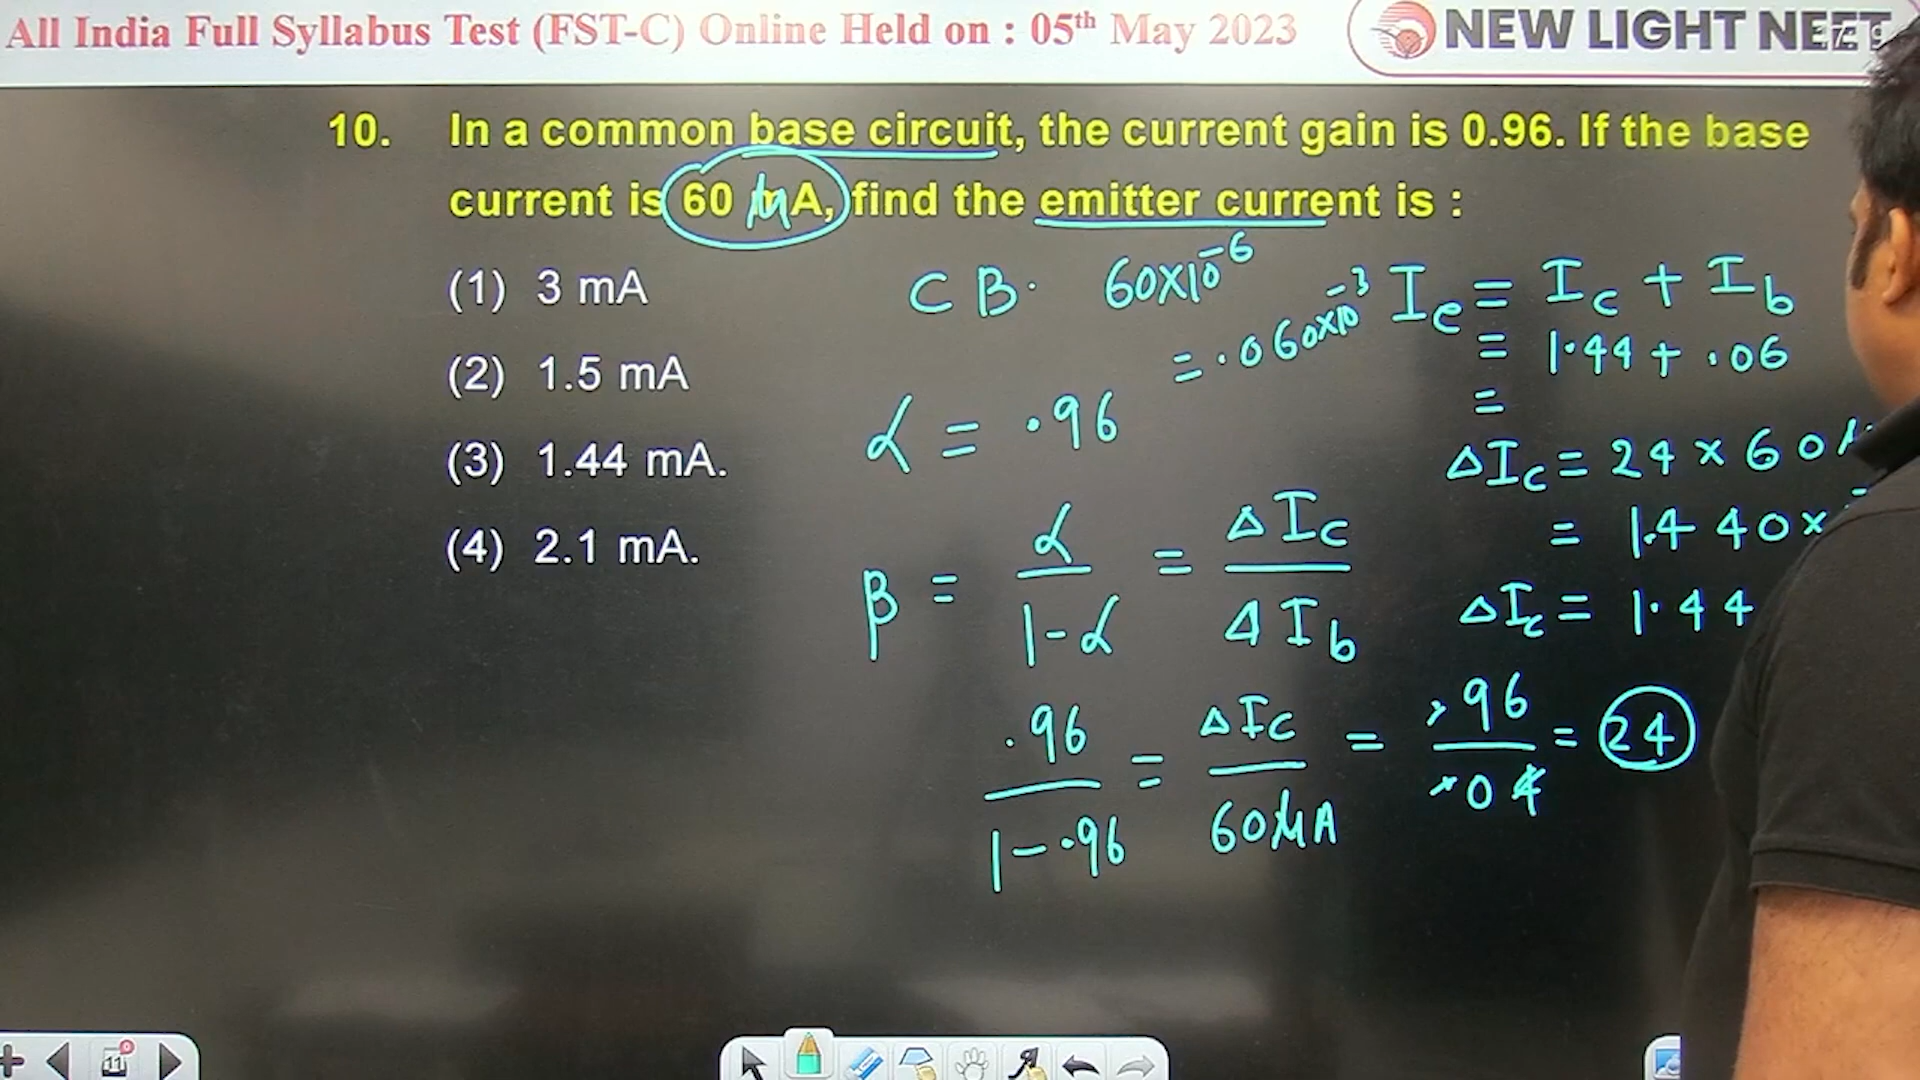 All India Full Syllabus Test (FST-C) Online Held on : 05th May 2023
NEW LIGHT NEET
10. In a common base circuit, the current gain is 0.96. If the base
current is 60 μA, find the emitter current is :
(1) 3 mA
(2) 1.5 mA
(3) 1.44 mA.
(4) 2.1 mA.
C B. 60×10⁻⁶
= .060×10⁻³
α = .96
β = α/(1-α) = ΔIc/ΔIb
.96/(1-.96) = ΔIc/60μA = .96/.04 = 24
Ie = Ic + Ib
= 1.44 + .06
=
ΔIc = 24 × 60
= 1.440×
ΔIc = 1.44
11
0